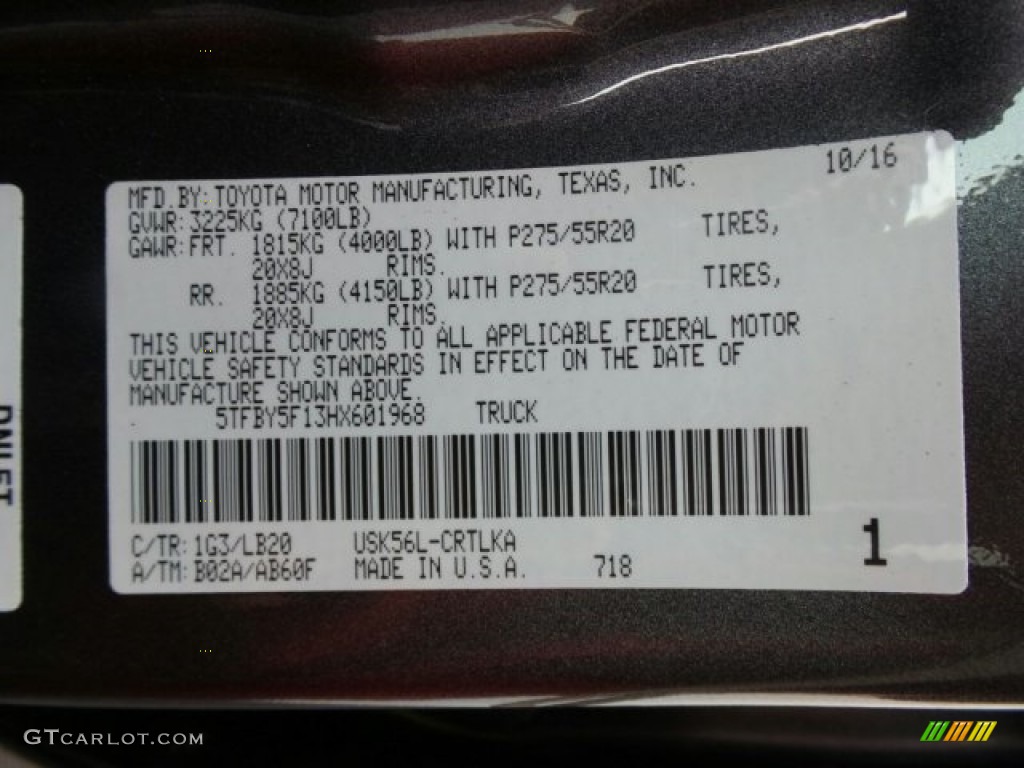 MFD.BY:TOYOTA MOTOR MANUFACTURING, TEXAS, INC. 10/16
GVWR:3225KG (7100LB)
GAWR:FRT. 1815KG (4000LB) WITH P275/55R20 TIRES,
20X8J RIMS.
RR. 1885KG (4150LB) WITH P275/55R20 TIRES,
20X8J RIMS.
THIS VEHICLE CONFORMS TO ALL APPLICABLE FEDERAL MOTOR
VEHICLE SAFETY STANDARDS IN EFFECT ON THE DATE OF
MANUFACTURE SHOWN ABOVE.
5TFBY5F13HX601968 TRUCK
C/TR:1G3/LB20 USK56L-CRTLKA
A/TM:B02A/AB60F MADE IN U.S.A. 718
1
GTCARLOT.COM